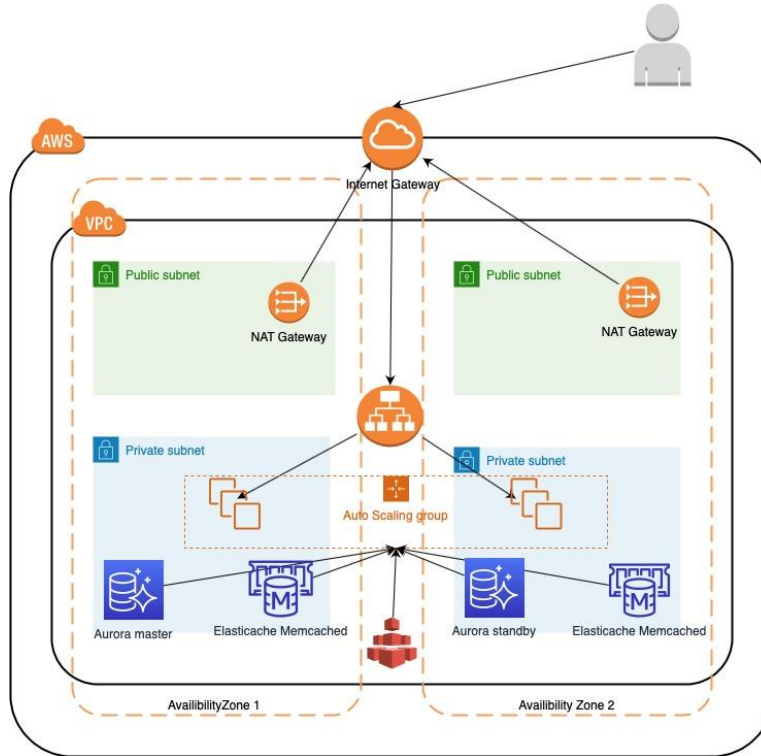 AWS
Internet Gateway
VPC
Public subnet
Public subnet
NAT Gateway
NAT Gateway
Private subnet
Private subnet
Auto Scaling group
M
M
Aurora master
Elasticache Memcached
Aurora standby
Elasticache Memcached
AvailibilityZone 1
Availibility Zone 2